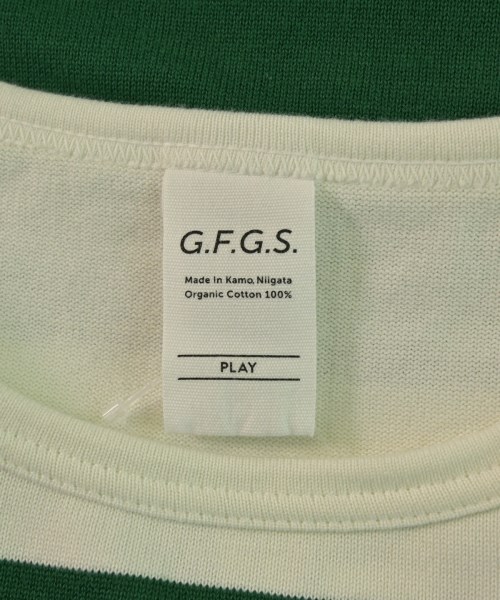 G.F.G.S.
Made In Kamo, Niigata
Organic Cotton 100%
PLAY